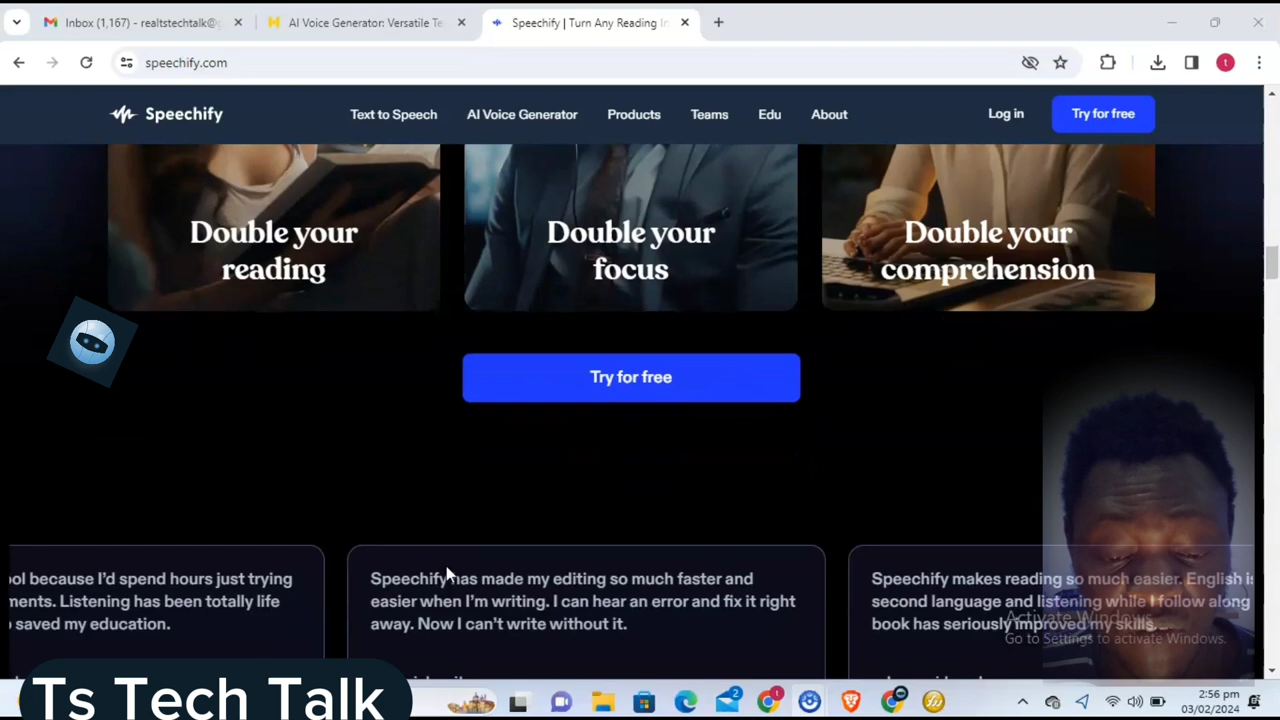 Inbox (1,167) - realtstechtalk@
AI Voice Generator: Versatile Te
Speechify | Turn Any Reading In
speechify.com
t
Speechify
Text to Speech
AI Voice Generator
Products
Teams
Edu
About
Log in
Try for free
Double your
reading
Double your
focus
Double your
comprehension
Try for free
ool because I'd spend hours just trying
ments. Listening has been totally life
saved my education.
Speechify has made my editing so much faster and
easier when I'm writing. I can hear an error and fix it right
away. Now I can't write without it.
Speechify makes reading so much easier. English is
second language and listening while I follow along
book has seriously improved my skills.
Activate Windows
Go to Settings to activate Windows.
Ts Tech Talk
2
1
2:56 pm
03/02/2024